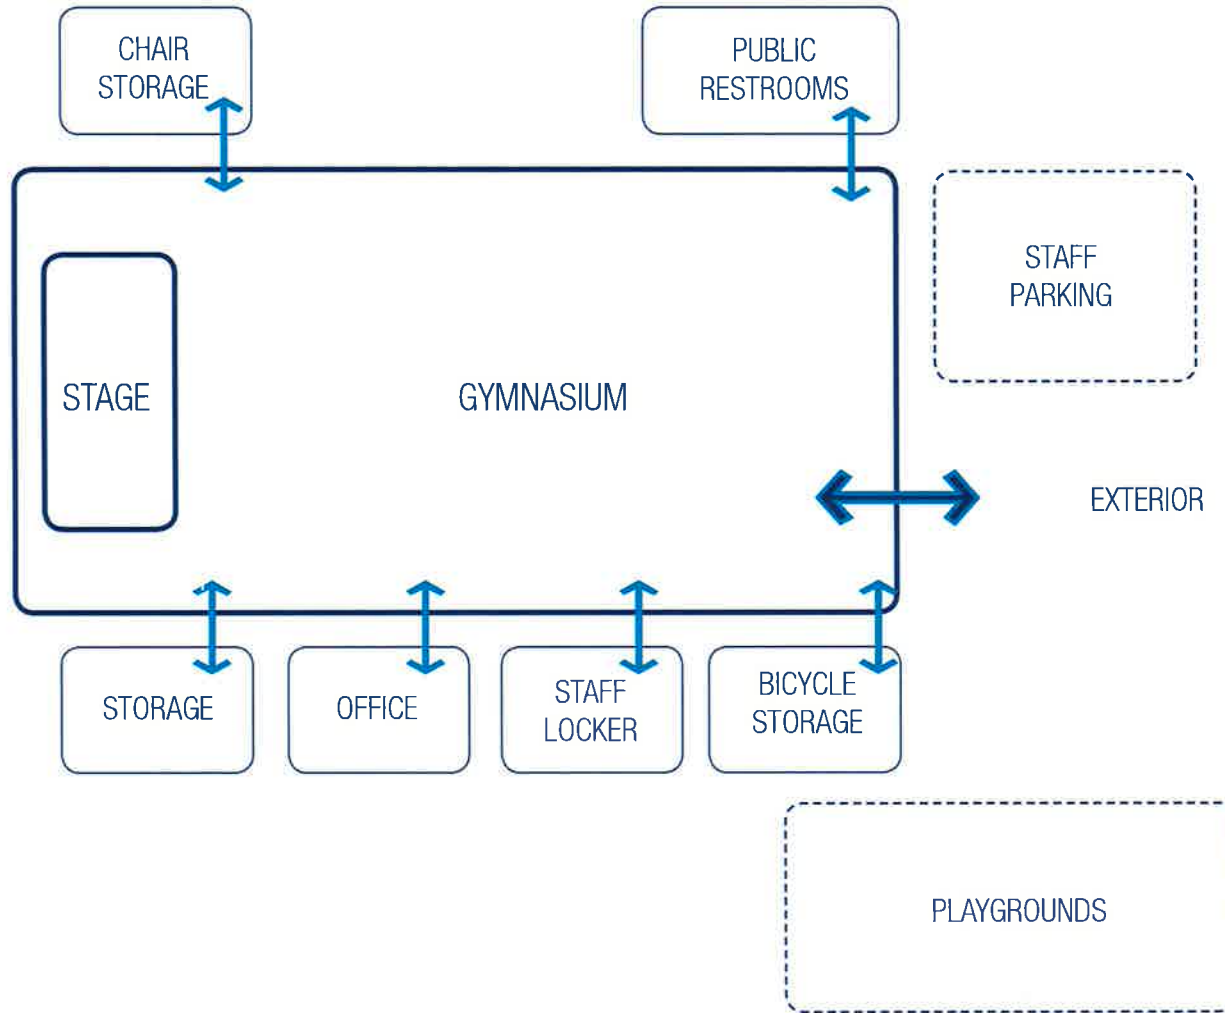 CHAIR
STORAGE
PUBLIC
RESTROOMS
STAFF
PARKING
STAGE
GYMNASIUM
EXTERIOR
STORAGE
OFFICE
STAFF
LOCKER
BICYCLE
STORAGE
PLAYGROUNDS